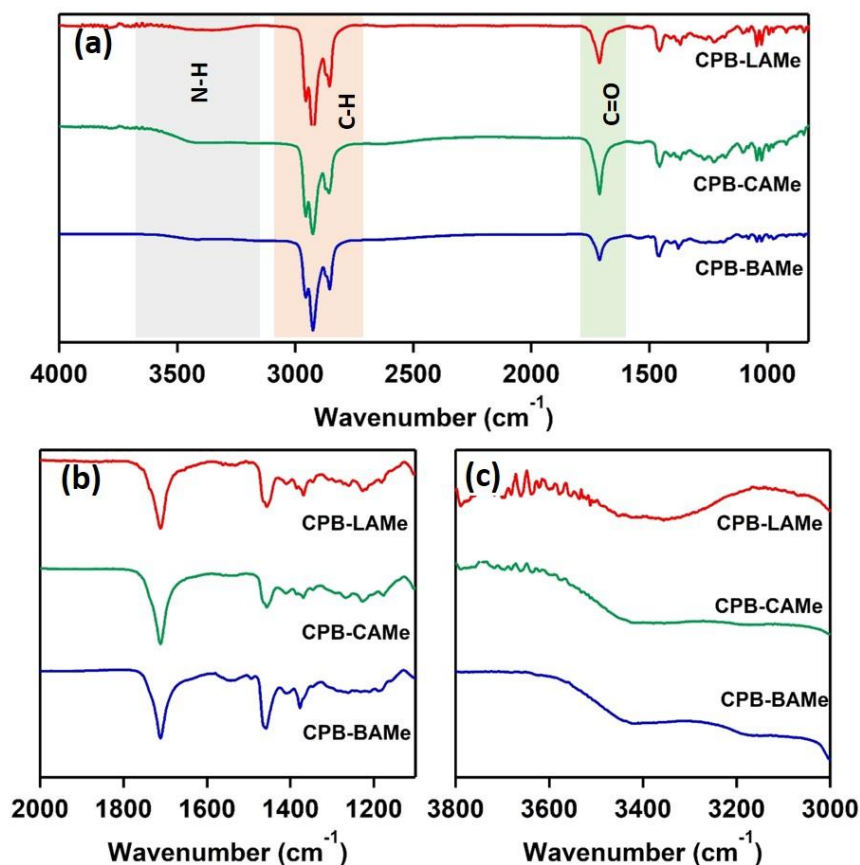 (a)
N-H
C-H
C=O
CPB-LAMe
CPB-CAMe
CPB-BAMe
4000 3500 3000 2500 2000 1500 1000
Wavenumber (cm⁻¹)
(b)
CPB-LAMe
CPB-CAMe
CPB-BAMe
2000 1800 1600 1400 1200
Wavenumber (cm⁻¹)
(c)
CPB-LAMe
CPB-CAMe
CPB-BAMe
3800 3600 3400 3200 3000
Wavenumber (cm⁻¹)